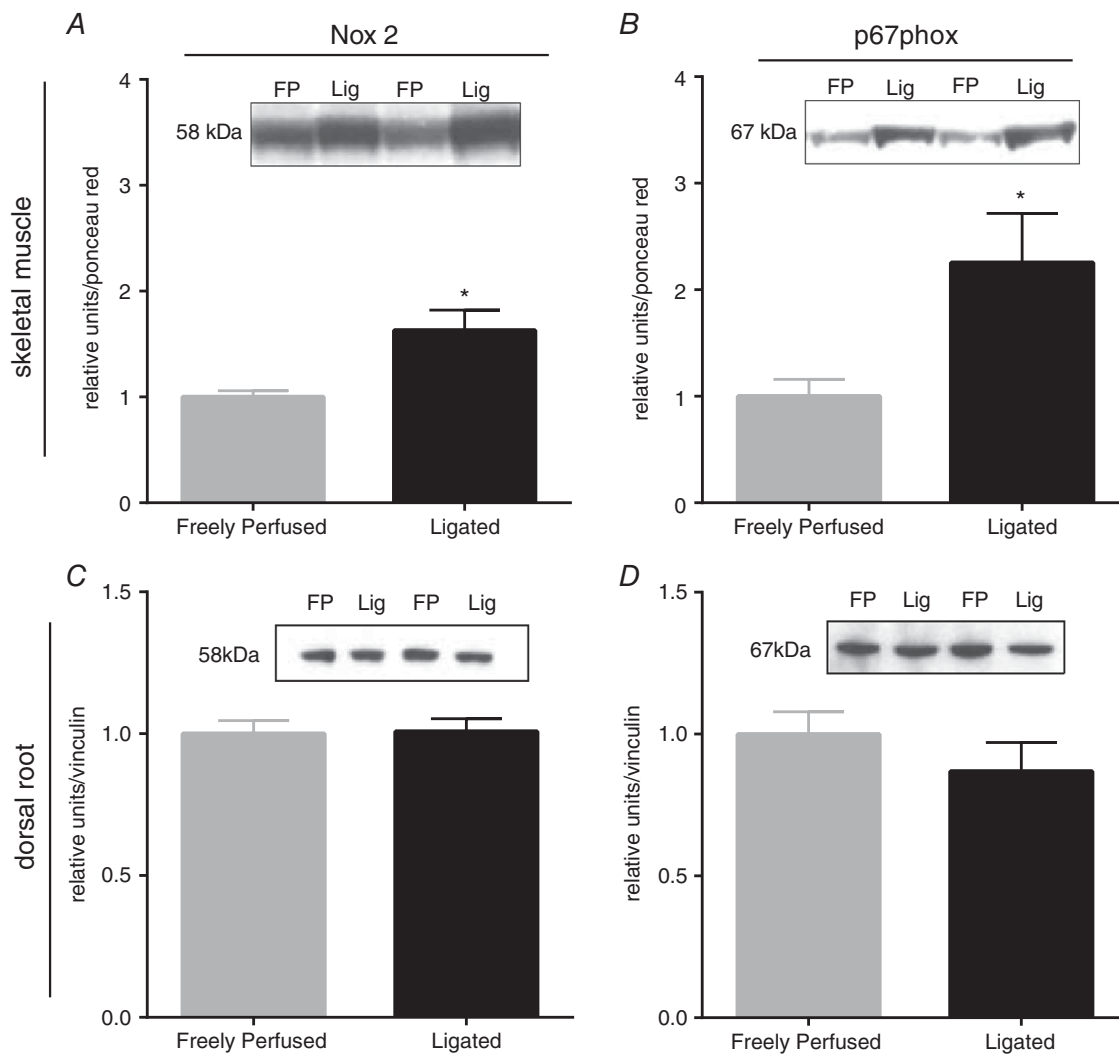 A
Nox 2
skeletal muscle
relative units/ponceau red
4
3
2
1
0
FP Lig FP Lig
58 kDa
*
Freely Perfused Ligated
B
p67phox
relative units/ponceau red
4
3
2
1
0
FP Lig FP Lig
67 kDa
*
Freely Perfused Ligated
C
dorsal root
relative units/vinculin
1.5
1.0
0.5
0.0
FP Lig FP Lig
58kDa
Freely Perfused Ligated
D
relative units/vinculin
1.5
1.0
0.5
0.0
FP Lig FP Lig
67kDa
Freely Perfused Ligated